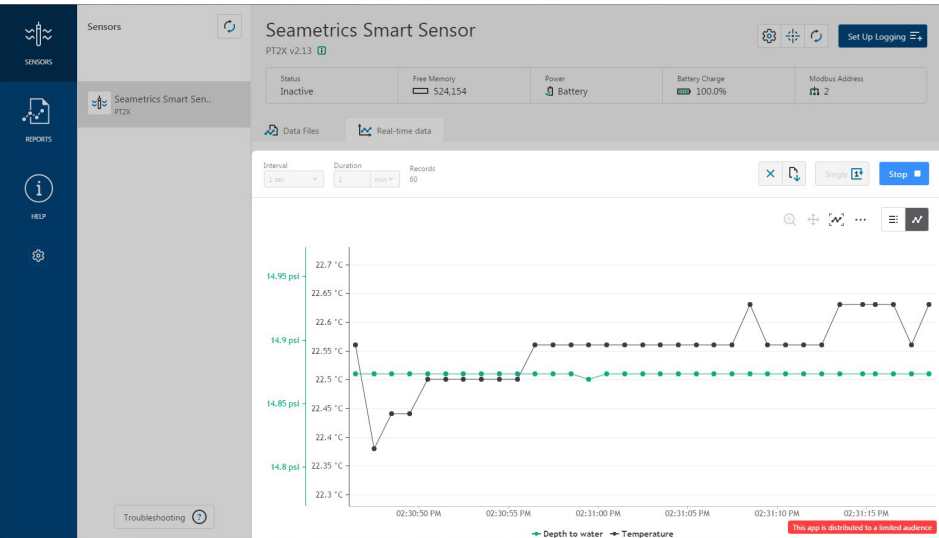 SENSORS
REPORTS
HELP
Sensors
Seametrics Smart Sen..
PT2X
Troubleshooting ?
Seametrics Smart Sensor
PT2X v2.13
Set Up Logging
Status
Inactive
Free Memory
524,154
Power
Battery
Battery Charge
100.0%
Modbus Address
2
Data Files
Real-time data
Interval
1 sec
Duration
1 min
Records
60
Single
Stop
14.95 psi
14.9 psi
14.85 psi
14.8 psi
22.7 °C
22.65 °C
22.6 °C
22.55 °C
22.5 °C
22.45 °C
22.4 °C
22.35 °C
22.3 °C
02:30:50 PM 02:30:55 PM 02:31:00 PM 02:31:05 PM 02:31:10 PM 02:31:15 PM
This app is distributed to a limited audience
Depth to water Temperature